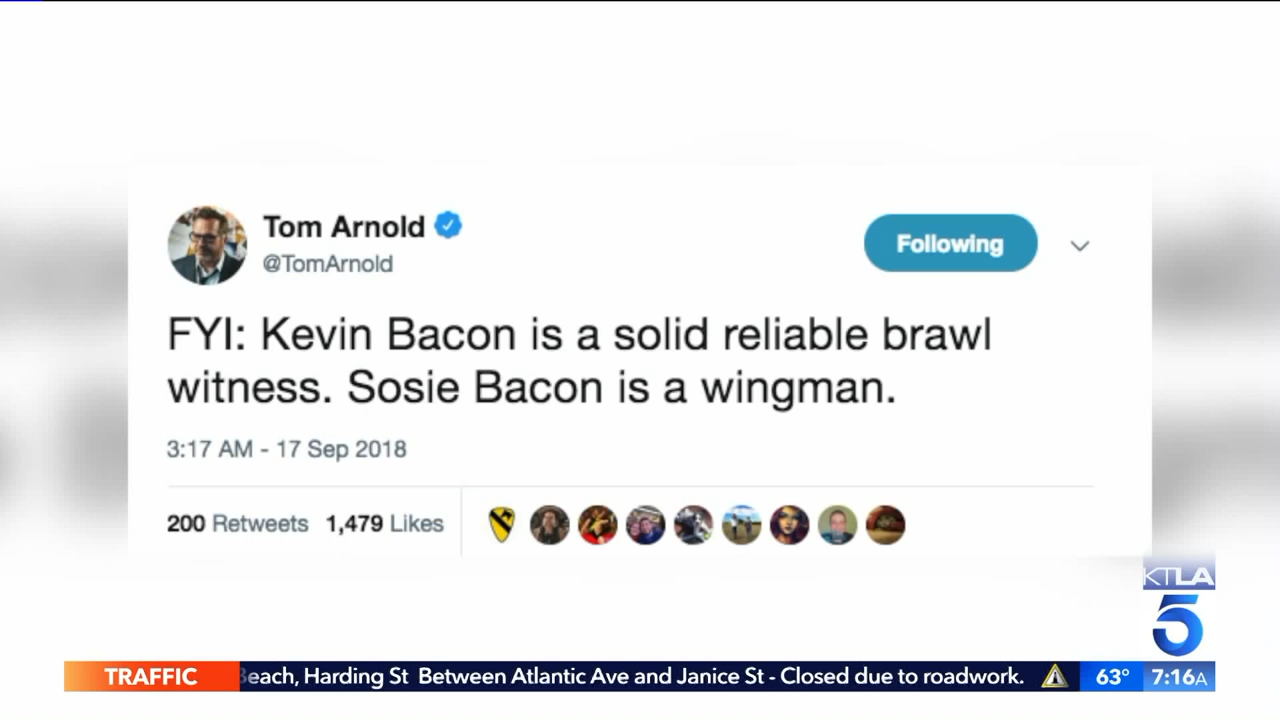 Tom Arnold
@TomArnold
Following
FYI: Kevin Bacon is a solid reliable brawl
witness. Sosie Bacon is a wingman.
3:17 AM - 17 Sep 2018
200 Retweets 1,479 Likes
KTLA
5
TRAFFIC Beach, Harding St Between Atlantic Ave and Janice St - Closed due to roadwork. 63° 7:16A